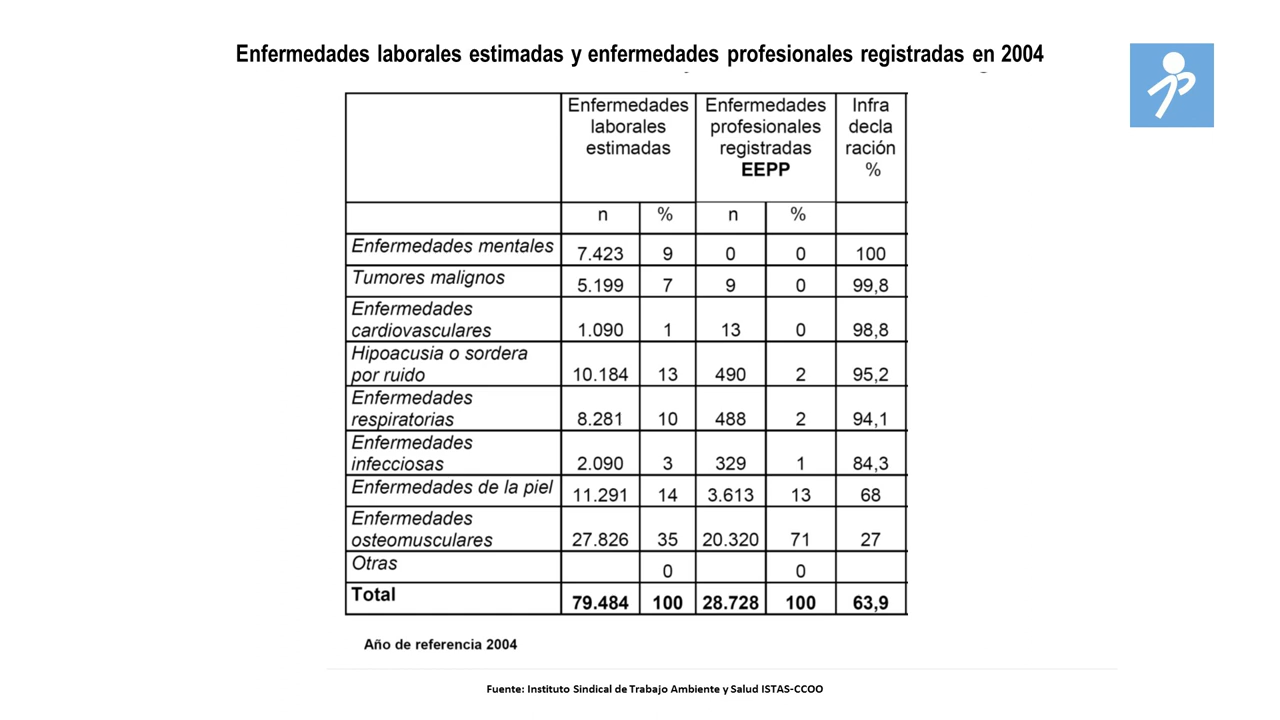 Enfermedades laborales estimadas y enfermedades profesionales registradas en 2004
Enfermedades laborales estimadas Enfermedades profesionales registradas EEPP Infra decla ración %
n % n %
Enfermedades mentales 7.423 9 0 0 100
Tumores malignos 5.199 7 9 0 99,8
Enfermedades cardiovasculares 1.090 1 13 0 98,8
Hipoacusia o sordera por ruido 10.184 13 490 2 95,2
Enfermedades respiratorias 8.281 10 488 2 94,1
Enfermedades infecciosas 2.090 3 329 1 84,3
Enfermedades de la piel 11.291 14 3.613 13 68
Enfermedades osteomusculares 27.826 35 20.320 71 27
Otras 0 0
Total 79.484 100 28.728 100 63,9
Año de referencia 2004
Fuente: Instituto Sindical de Trabajo Ambiente y Salud ISTAS-CCOO